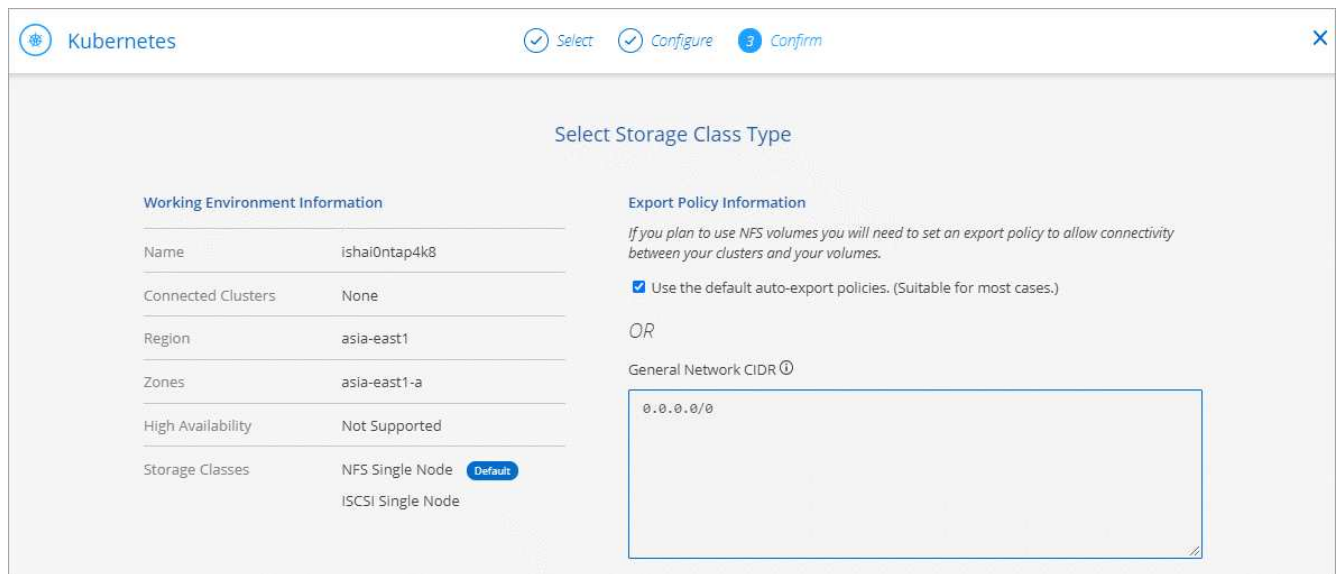 Kubernetes
Select
Configure
3 Confirm
Select Storage Class Type
Working Environment Information
Name ishai0ntap4k8
Connected Clusters None
Region asia-east1
Zones asia-east1-a
High Availability Not Supported
Storage Classes NFS Single Node Default
ISCSI Single Node
Export Policy Information
If you plan to use NFS volumes you will need to set an export policy to allow connectivity
between your clusters and your volumes.
Use the default auto-export policies. (Suitable for most cases.)
OR
General Network CIDR
0.0.0.0/0